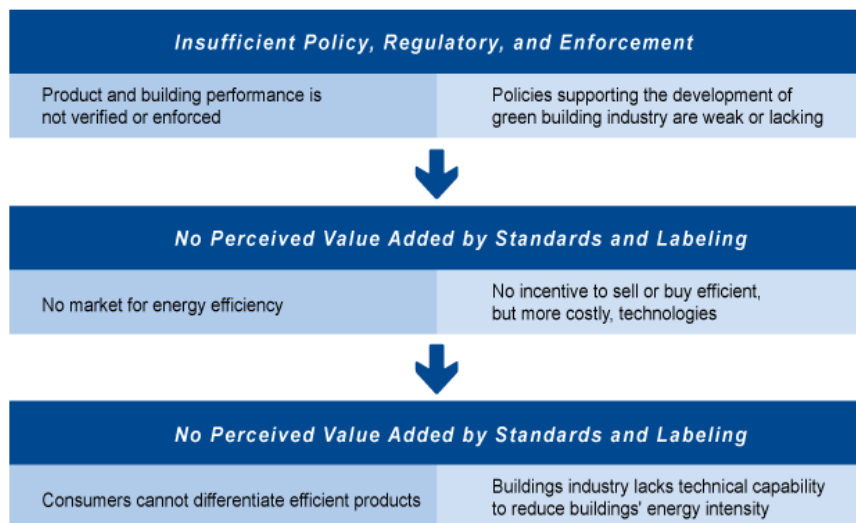 Insufficient Policy, Regulatory, and Enforcement
Product and building performance is
not verified or enforced
Policies supporting the development of
green building industry are weak or lacking
No Perceived Value Added by Standards and Labeling
No market for energy efficiency
No incentive to sell or buy efficient,
but more costly, technologies
No Perceived Value Added by Standards and Labeling
Consumers cannot differentiate efficient products
Buildings industry lacks technical capability
to reduce buildings' energy intensity